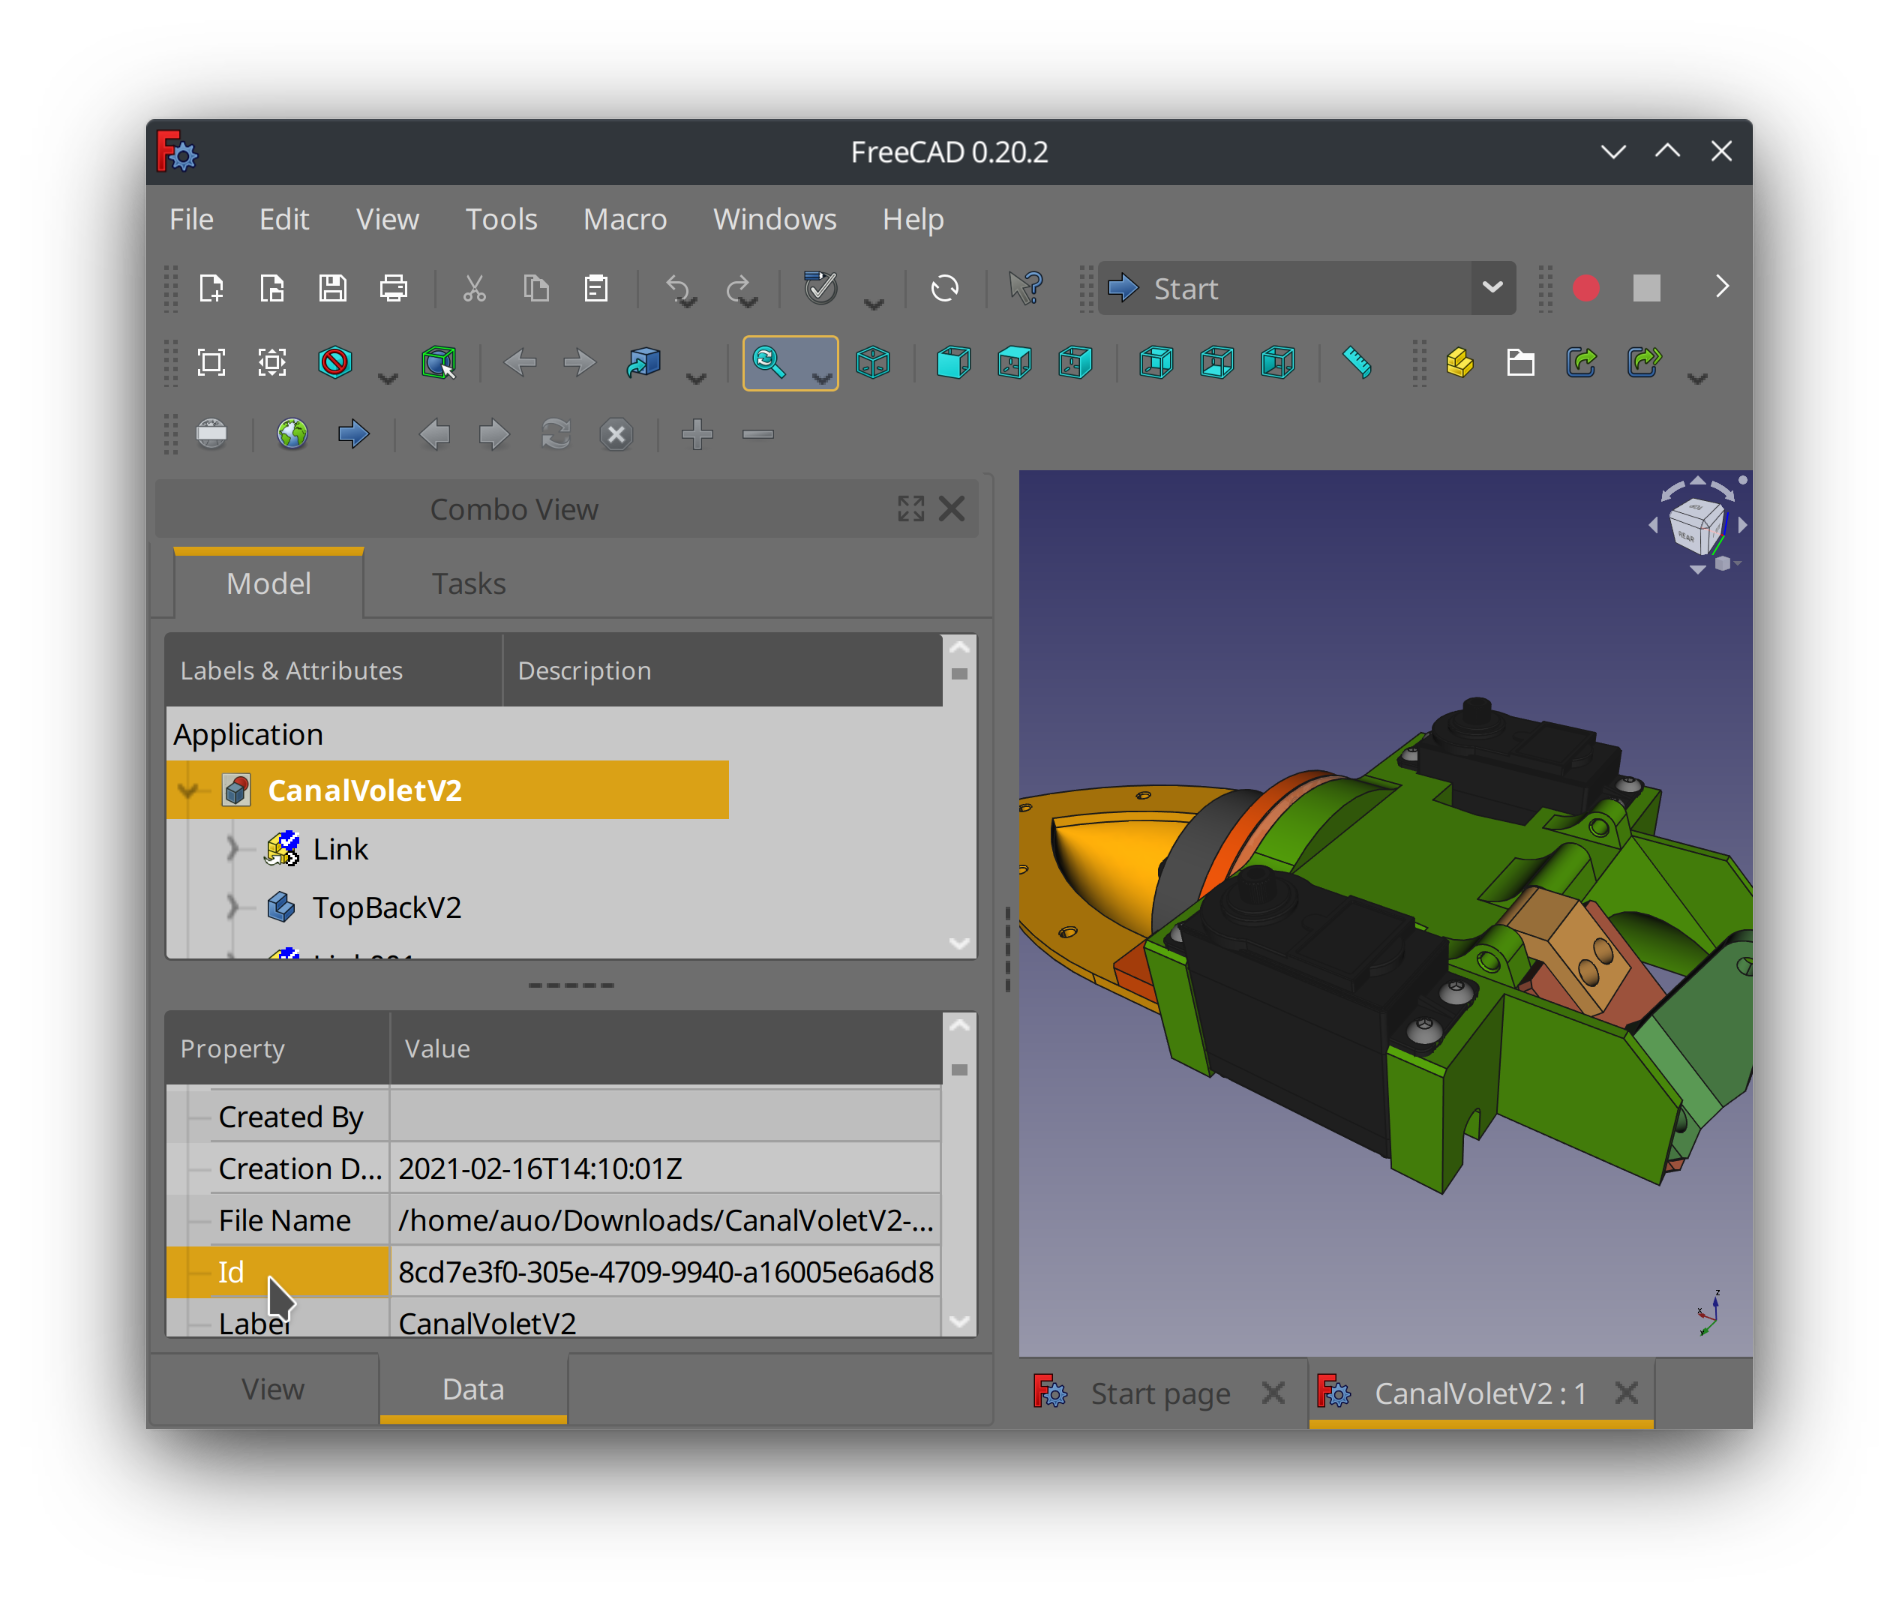 FreeCAD 0.20.2
File Edit View Tools Macro Windows Help
Start
Combo View
Model Tasks
Labels & Attributes Description
Application
CanalVoletV2
Link
TopBackV2
Property Value
Created By
Creation D... 2021-02-16T14:10:01Z
File Name /home/auo/Downloads/CanalVoletV2-...
Id 8cd7e3f0-305e-4709-9940-a16005e6a6d8
Label CanalVoletV2
View Data
REAR
Start page CanalVoletV2 : 1